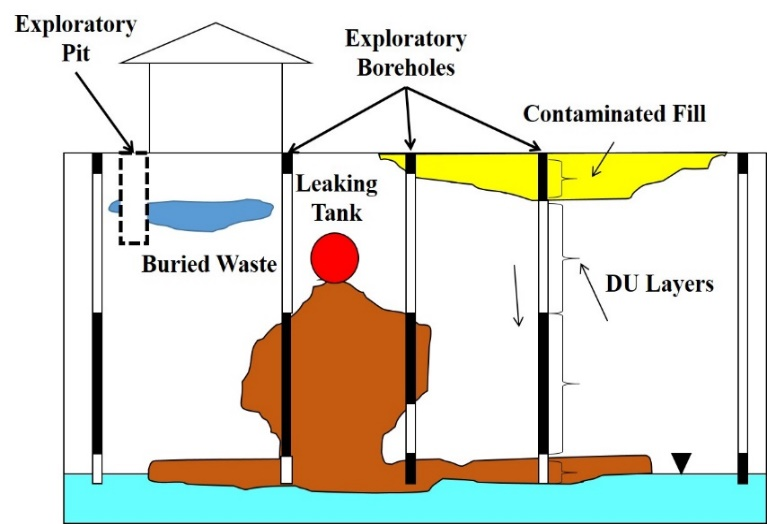 Exploratory
Pit
Exploratory
Boreholes
Contaminated Fill
Leaking
Tank
Buried Waste
DU Layers